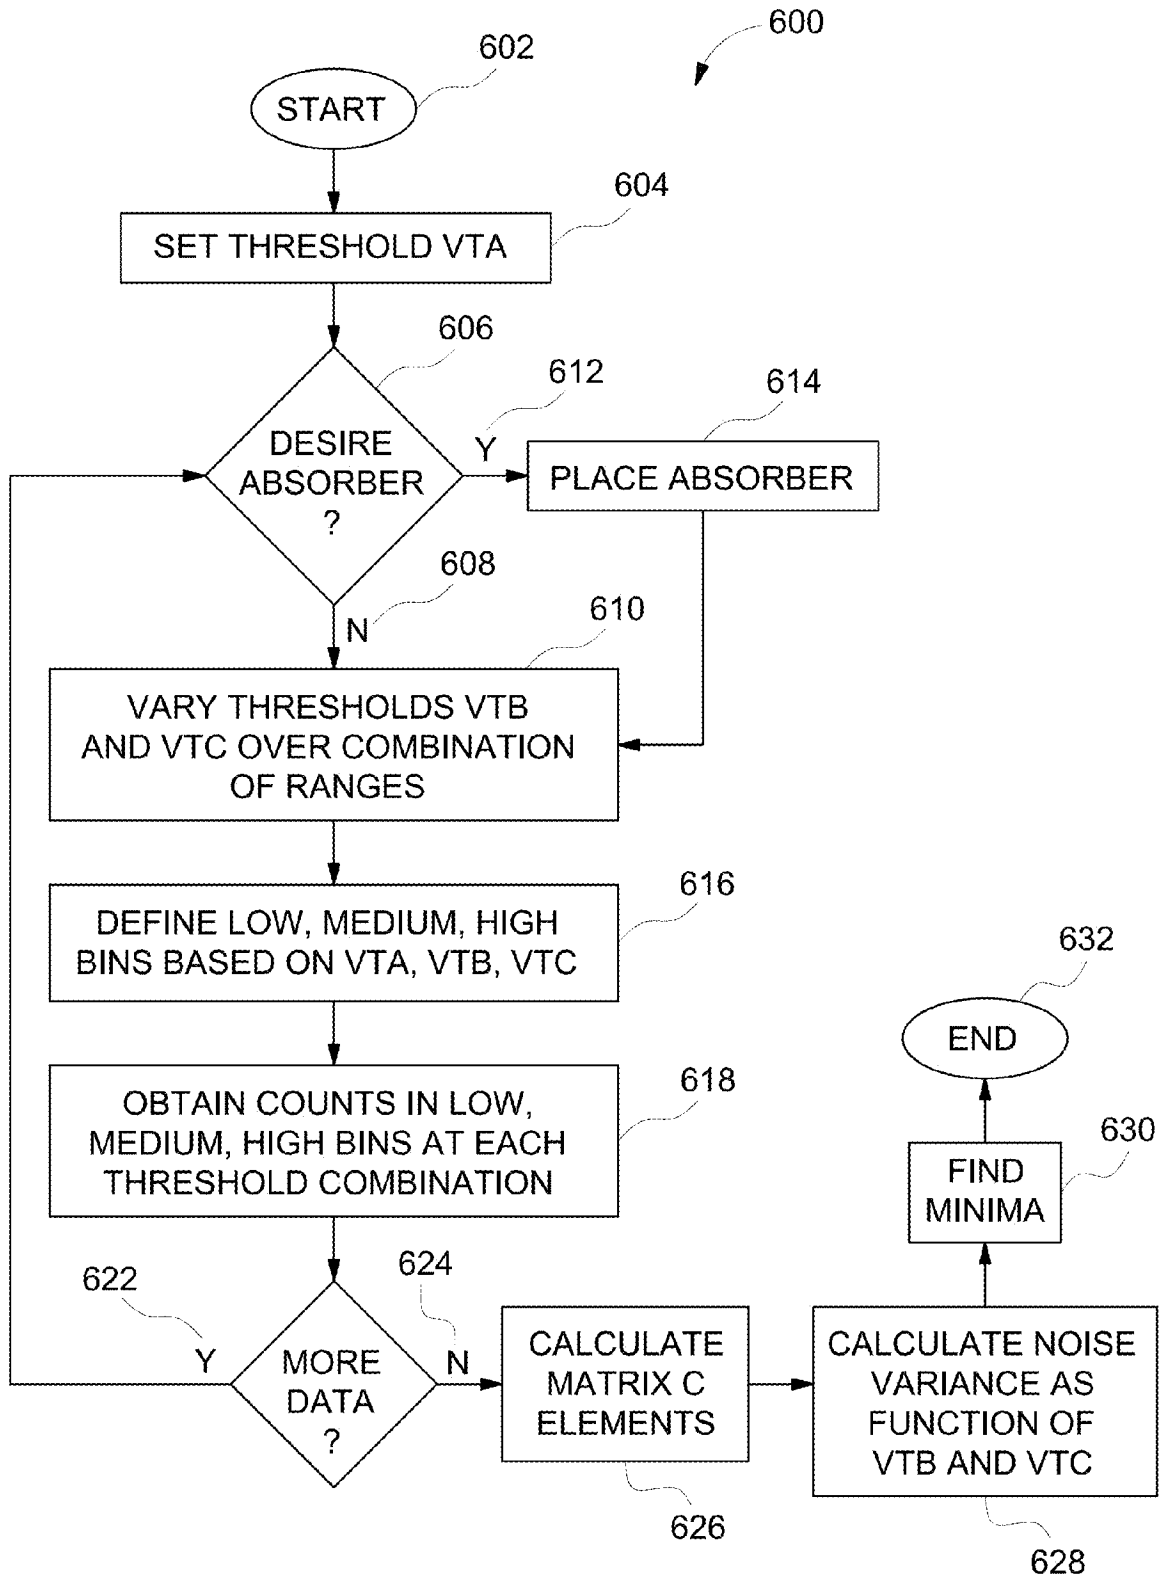 600
602
START
604
SET THRESHOLD VTA
606
612
614
DESIRE
ABSORBER
?
Y
PLACE ABSORBER
608
N
610
VARY THRESHOLDS VTB
AND VTC OVER COMBINATION
OF RANGES
616
DEFINE LOW, MEDIUM, HIGH
BINS BASED ON VTA, VTB, VTC
618
OBTAIN COUNTS IN LOW,
MEDIUM, HIGH BINS AT EACH
THRESHOLD COMBINATION
622
Y
624
N
MORE
DATA
?
CALCULATE
MATRIX C
ELEMENTS
626
CALCULATE NOISE
VARIANCE AS
FUNCTION OF
VTB AND VTC
628
FIND
MINIMA
630
END
632